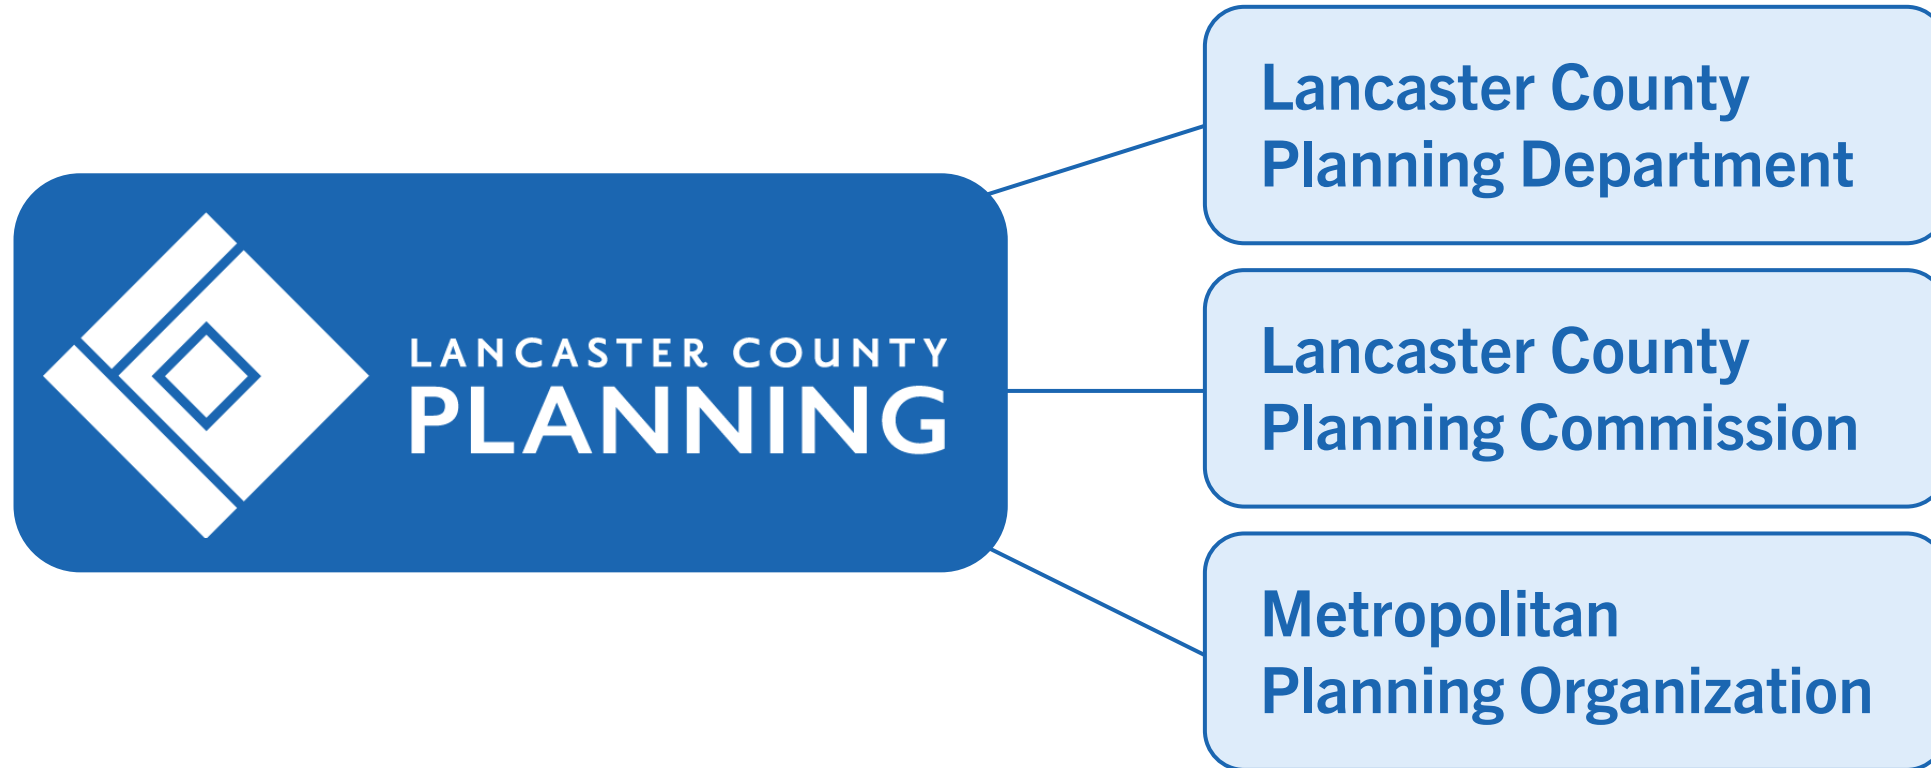 LANCASTER COUNTY
PLANNING
Lancaster County
Planning Department
Lancaster County
Planning Commission
Metropolitan
Planning Organization